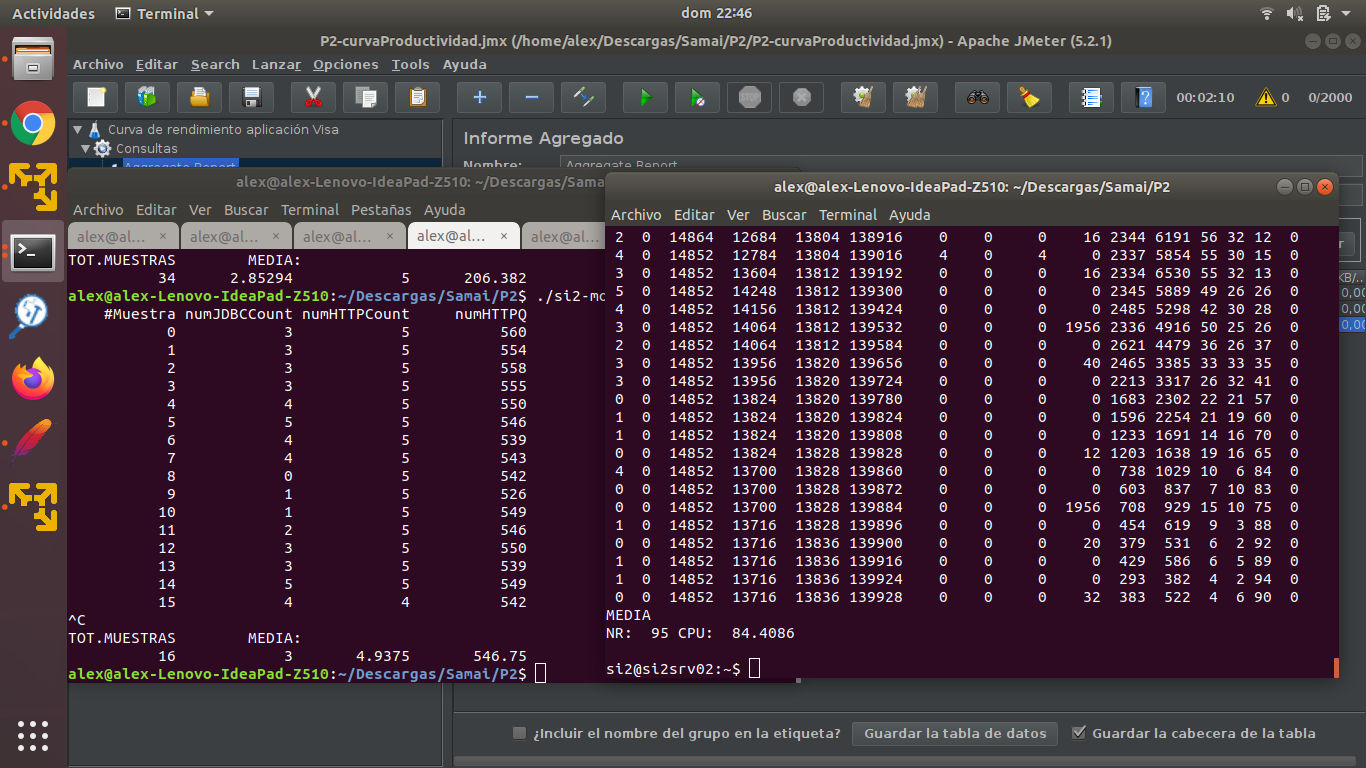 Actividades
Terminal
dom 22:46
P2-curvaProductividad.jmx (/home/alex/Descargas/Samai/P2/P2-curvaProductividad.jmx) - Apache JMeter (5.2.1)
Archivo Editar Search Lanzar Opciones Tools Ayuda
00:02:10 0 0/2000
Curva de rendimiento aplicación Visa
Consultas
Aggregate Report
Informe Agregado
Nombre: Aggregate Report
alex@alex-Lenovo-IdeaPad-Z510: ~/Descargas/Sama
Archivo Editar Ver Buscar Terminal Pestañas Ayuda
alex@al... × alex@al... × alex@al... × alex@al... × alex@al...
TOT.MUESTRAS MEDIA:
34 2.85294 5 206.382
alex@alex-Lenovo-IdeaPad-Z510:~/Descargas/Samai/P2$ ./si2-mo
#Muestra numJDBCCount numHTTPCount numHTTPQ
0 3 5 560
1 3 5 554
2 3 5 558
3 3 5 555
4 4 5 550
5 5 5 546
6 4 5 539
7 4 5 543
8 0 5 542
9 1 5 526
10 1 5 549
11 2 5 546
12 3 5 550
13 3 5 539
14 5 5 549
15 4 4 542
^C
TOT.MUESTRAS MEDIA:
16 3 4.9375 546.75
alex@alex-Lenovo-IdeaPad-Z510:~/Descargas/Samai/P2$
alex@alex-Lenovo-IdeaPad-Z510: ~/Descargas/Samai/P2
Archivo Editar Ver Buscar Terminal Ayuda
2 0 14864 12684 13804 138916 0 0 0 16 2344 6191 56 32 12 0
4 0 14852 12784 13804 139016 4 0 4 0 2337 5854 55 30 15 0
3 0 14852 13604 13812 139192 0 0 0 16 2334 6530 55 32 13 0
5 0 14852 14248 13812 139300 0 0 0 0 2345 5889 49 26 26 0
4 0 14852 14156 13812 139424 0 0 0 0 2485 5298 42 30 28 0
3 0 14852 14064 13812 139532 0 0 0 1956 2336 4916 50 25 26 0
2 0 14852 14064 13812 139584 0 0 0 0 2621 4479 36 26 37 0
3 0 14852 13956 13820 139656 0 0 0 40 2465 3385 33 33 35 0
3 0 14852 13956 13820 139724 0 0 0 0 2213 3317 26 32 41 0
0 0 14852 13824 13820 139780 0 0 0 0 1683 2302 22 21 57 0
1 0 14852 13824 13820 139824 0 0 0 0 1596 2254 21 19 60 0
1 0 14852 13824 13820 139808 0 0 0 0 1233 1691 14 16 70 0
0 0 14852 13824 13828 139828 0 0 0 12 1203 1638 19 16 65 0
4 0 14852 13700 13828 139860 0 0 0 0 738 1029 10 6 84 0
0 0 14852 13700 13828 139872 0 0 0 0 603 837 7 10 83 0
0 0 14852 13700 13828 139884 0 0 0 1956 708 929 15 10 75 0
1 0 14852 13716 13828 139896 0 0 0 0 454 619 9 3 88 0
0 0 14852 13716 13836 139900 0 0 0 20 379 531 6 2 92 0
1 0 14852 13716 13836 139916 0 0 0 0 429 586 6 5 89 0
1 0 14852 13716 13836 139924 0 0 0 0 293 382 4 2 94 0
0 0 14852 13716 13836 139928 0 0 0 32 383 522 4 6 90 0
MEDIA
NR: 95 CPU: 84.4086
si2@si2srv02:~$
¿Incluir el nombre del grupo en la etiqueta?
Guardar la tabla de datos
Guardar la cabecera de la tabla